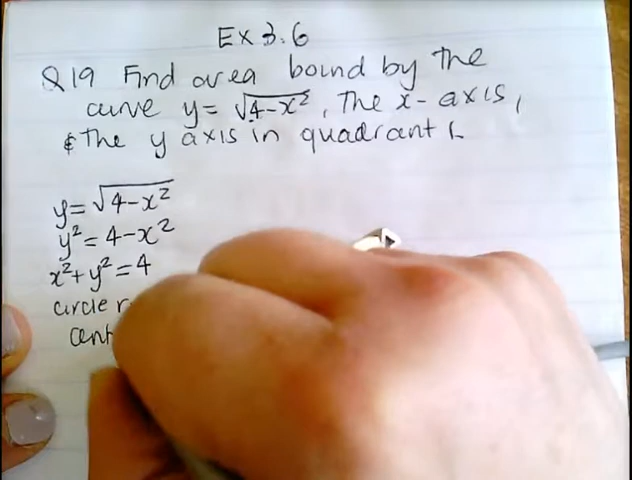 Ex 3.6
Q19 Find area bound by the
curve y = √4-x², The x-axis,
& the y axis in quadrant 1.
y = √4-x²
y² = 4-x²
x²+y² = 4
circle r
cent